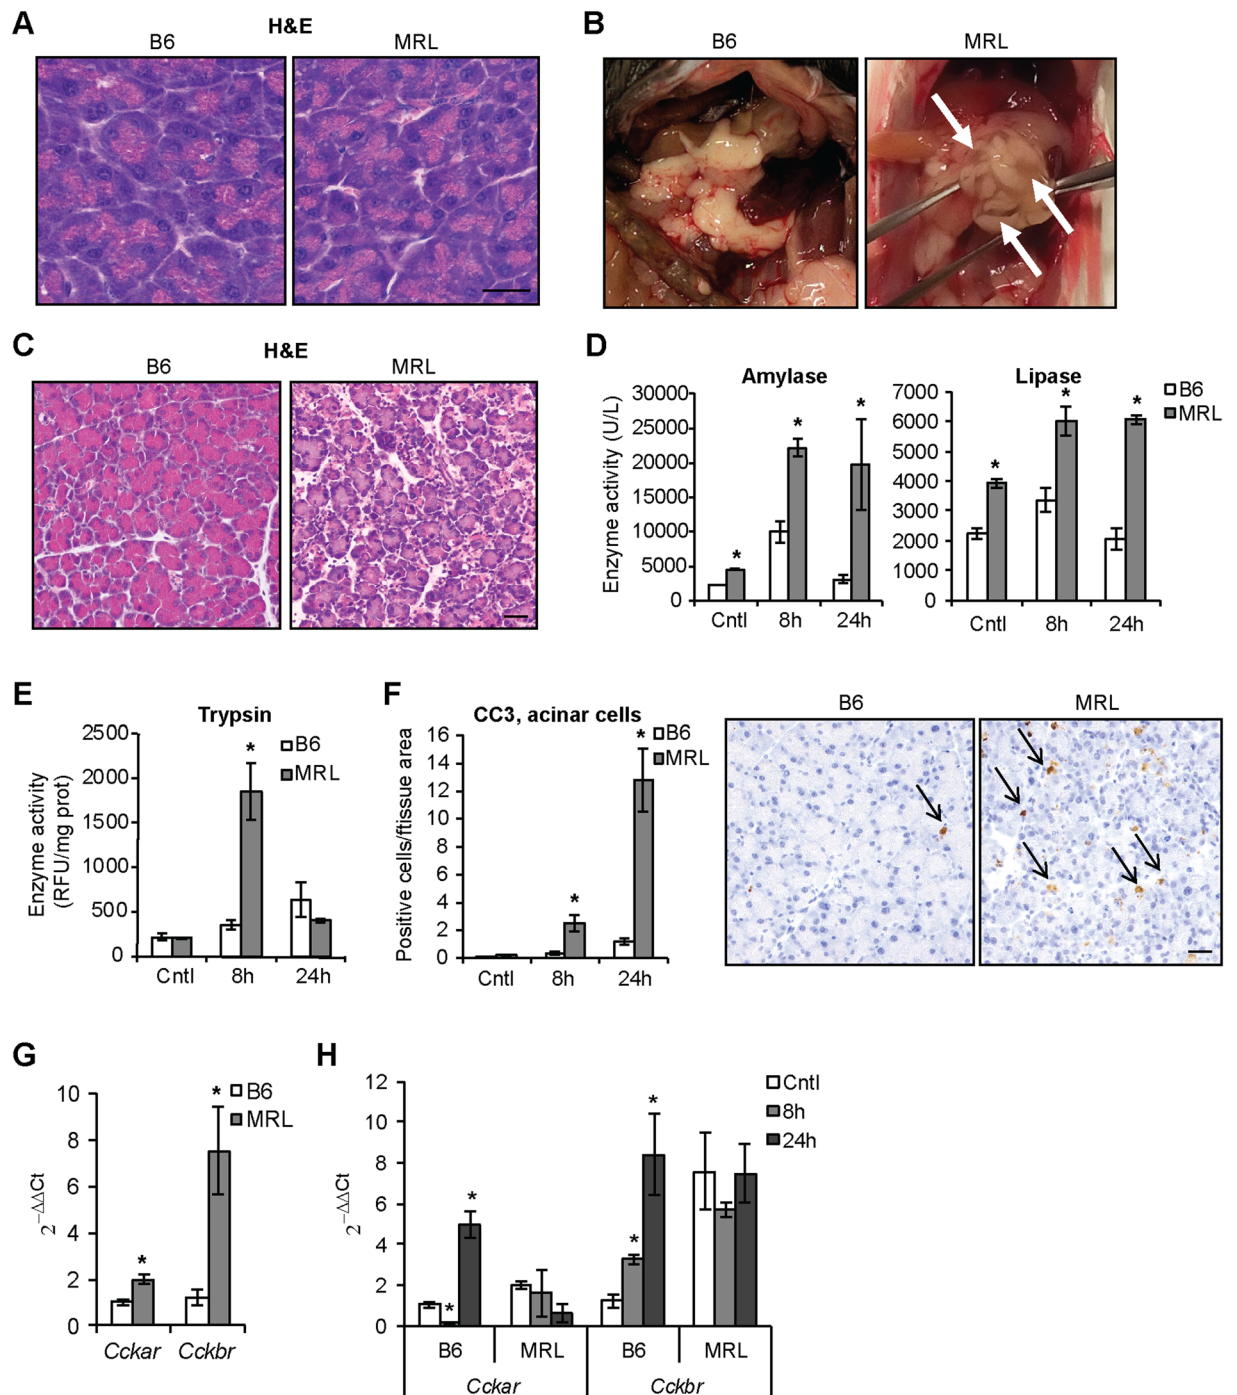 A
H&E
B6
MRL
B
B6
MRL
C
H&E
B6
MRL
D
Amylase
Enzyme activity (U/L)
30000
25000
20000
15000
10000
5000
0
Cntl
8h
24h
*
*
*
Lipase
7000
6000
5000
4000
3000
2000
1000
0
Cntl
8h
24h
*
*
*
B6
MRL
E
Trypsin
Enzyme activity
(RFU/mg prot)
2500
2000
1500
1000
500
0
Cntl
8h
24h
*
B6
MRL
F
CC3, acinar cells
Positive cells/ftissue area
16
14
12
10
8
6
4
2
0
Cntl
8h
24h
*
*
B6
MRL
B6
MRL
G
2−ΔΔCt
10
8
6
4
2
0
*
*
B6
MRL
Cckar
Cckbr
H
2−ΔΔCt
12
10
8
6
4
2
0
*
*
*
*
Cntl
8h
24h
B6
MRL
B6
MRL
Cckar
Cckbr